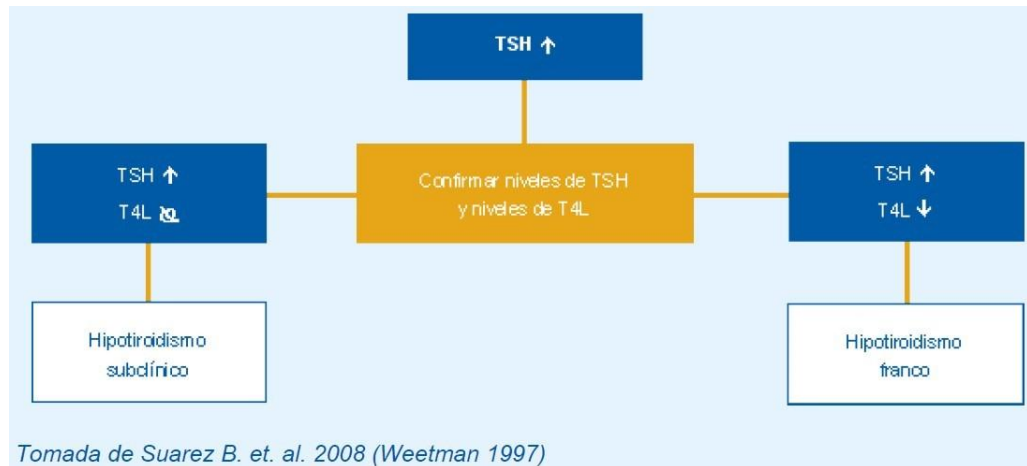 TSH ↑
Confirmar niveles de TSH
y niveles de T4L
TSH ↑
T4L
Hipotiroidismo
subclínico
TSH ↑
T4L ↓
Hipotiroidismo
franco
Tomada de Suarez B. et. al. 2008 (Weetman 1997)